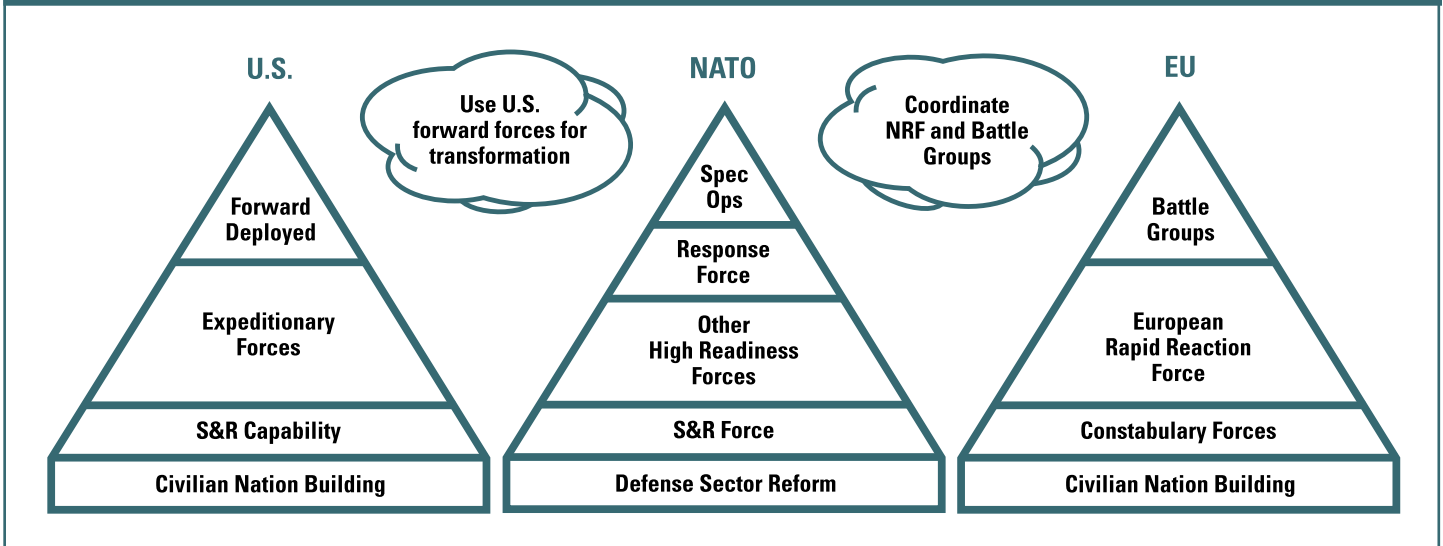 U.S.
Use U.S.
forward forces for
transformation
NATO
Coordinate
NRF and Battle
Groups
EU
Forward
Deployed
Expeditionary
Forces
S&R Capability
Civilian Nation Building
Spec
Ops
Response
Force
Other
High Readiness
Forces
S&R Force
Defense Sector Reform
Battle
Groups
European
Rapid Reaction
Force
Constabulary Forces
Civilian Nation Building